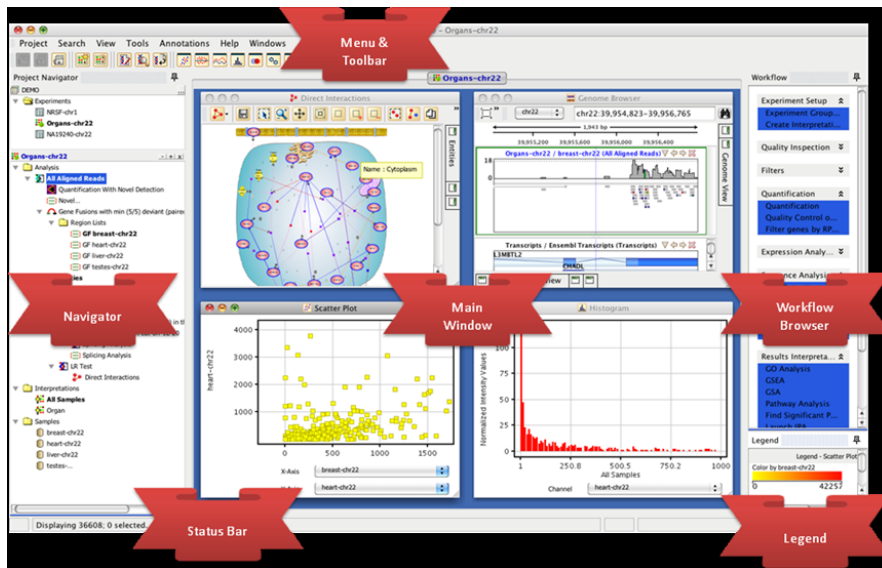 - Organs-chr22
Project Search View Tools Annotations Help Windows
Menu &
Toolbar
Project Navigator
Organs-chr22
Workflow
DEMO
Experiments
NRSF-chr1
Organs-chr22
NA19240-chr22
Organs-chr22
Analysis
All Aligned Reads
Quantification With Novel Detection
Novel...
Gene Fusions with min (5/5) deviant (paire
Region Lists
GF breast-chr22
GF heart-chr22
GF liver-chr22
GF testes-chr22
Navigator
Splicing Analysis
LR Test
Direct Interactions
Interpretations
All Samples
Organ
Samples
breast-chr22
heart-chr22
liver-chr22
testes-...
Direct Interactions
Name : Cytoplasm
Entities
Genome Browser
chr22
chr22:39,954,823-39,956,765
1,943 bp
39,955,200 39,955,600 39,956,000 39,956,400
Organs-chr22 / breast-chr22 (All Aligned Reads)
18
0
Transcripts / Ensembl Transcripts (Transcripts)
L3MBTL2
CHADL
Genome View
Main
Window
Scatter Plot
heart-chr22
4000
3000
2000
1000
0 500 1000 1500
X-Axis breast-chr22
heart-chr22
Histogram
Normalized Intensity Values
100
75
50
25
0
1 250.8 500.5 750.2 1000
All Samples
Channel heart-chr22
Experiment Setup
Experiment Group...
Create Interpretati...
Quality Inspection
Filters
Quantification
Quantification
Quality Control o...
Filter genes by RP...
Expression Analy...
Workflow
Browser
Results Interpreta...
GO Analysis
GSEA
GSA
Pathway Analysis
Find Significant P...
Launch IPA
Legend
Legend - Scatter Plot
Color by breast-chr22
0 42257
Legend
Displaying 36608; 0 selected.
Status Bar